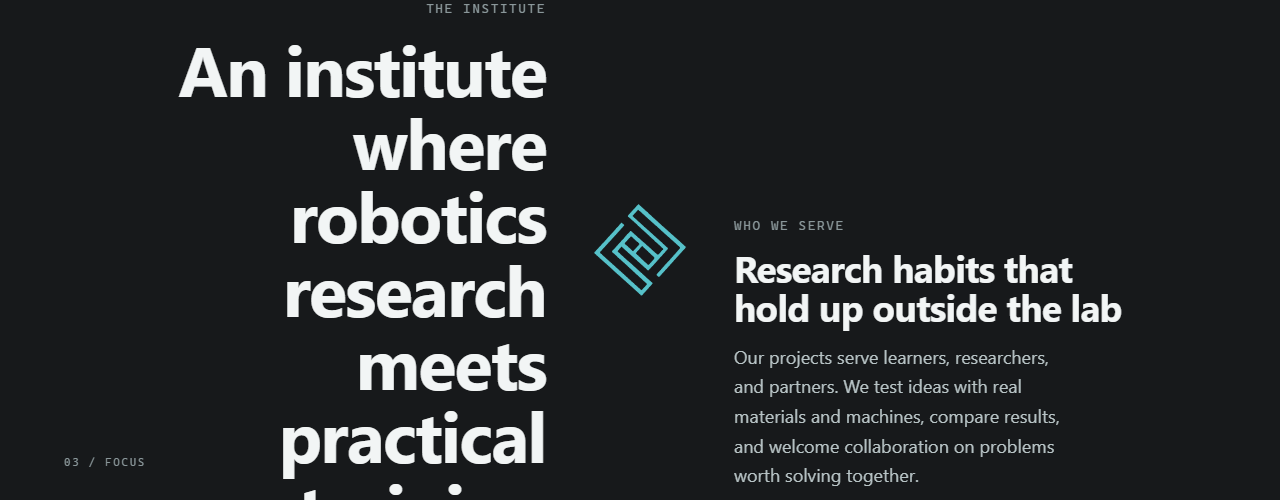 THE INSTITUTE
An institute
where
robotics
research
meets
practical
03 / FOCUS
WHO WE SERVE
Research habits that
hold up outside the lab
Our projects serve learners, researchers,
and partners. We test ideas with real
materials and machines, compare results,
and welcome collaboration on problems
worth solving together.